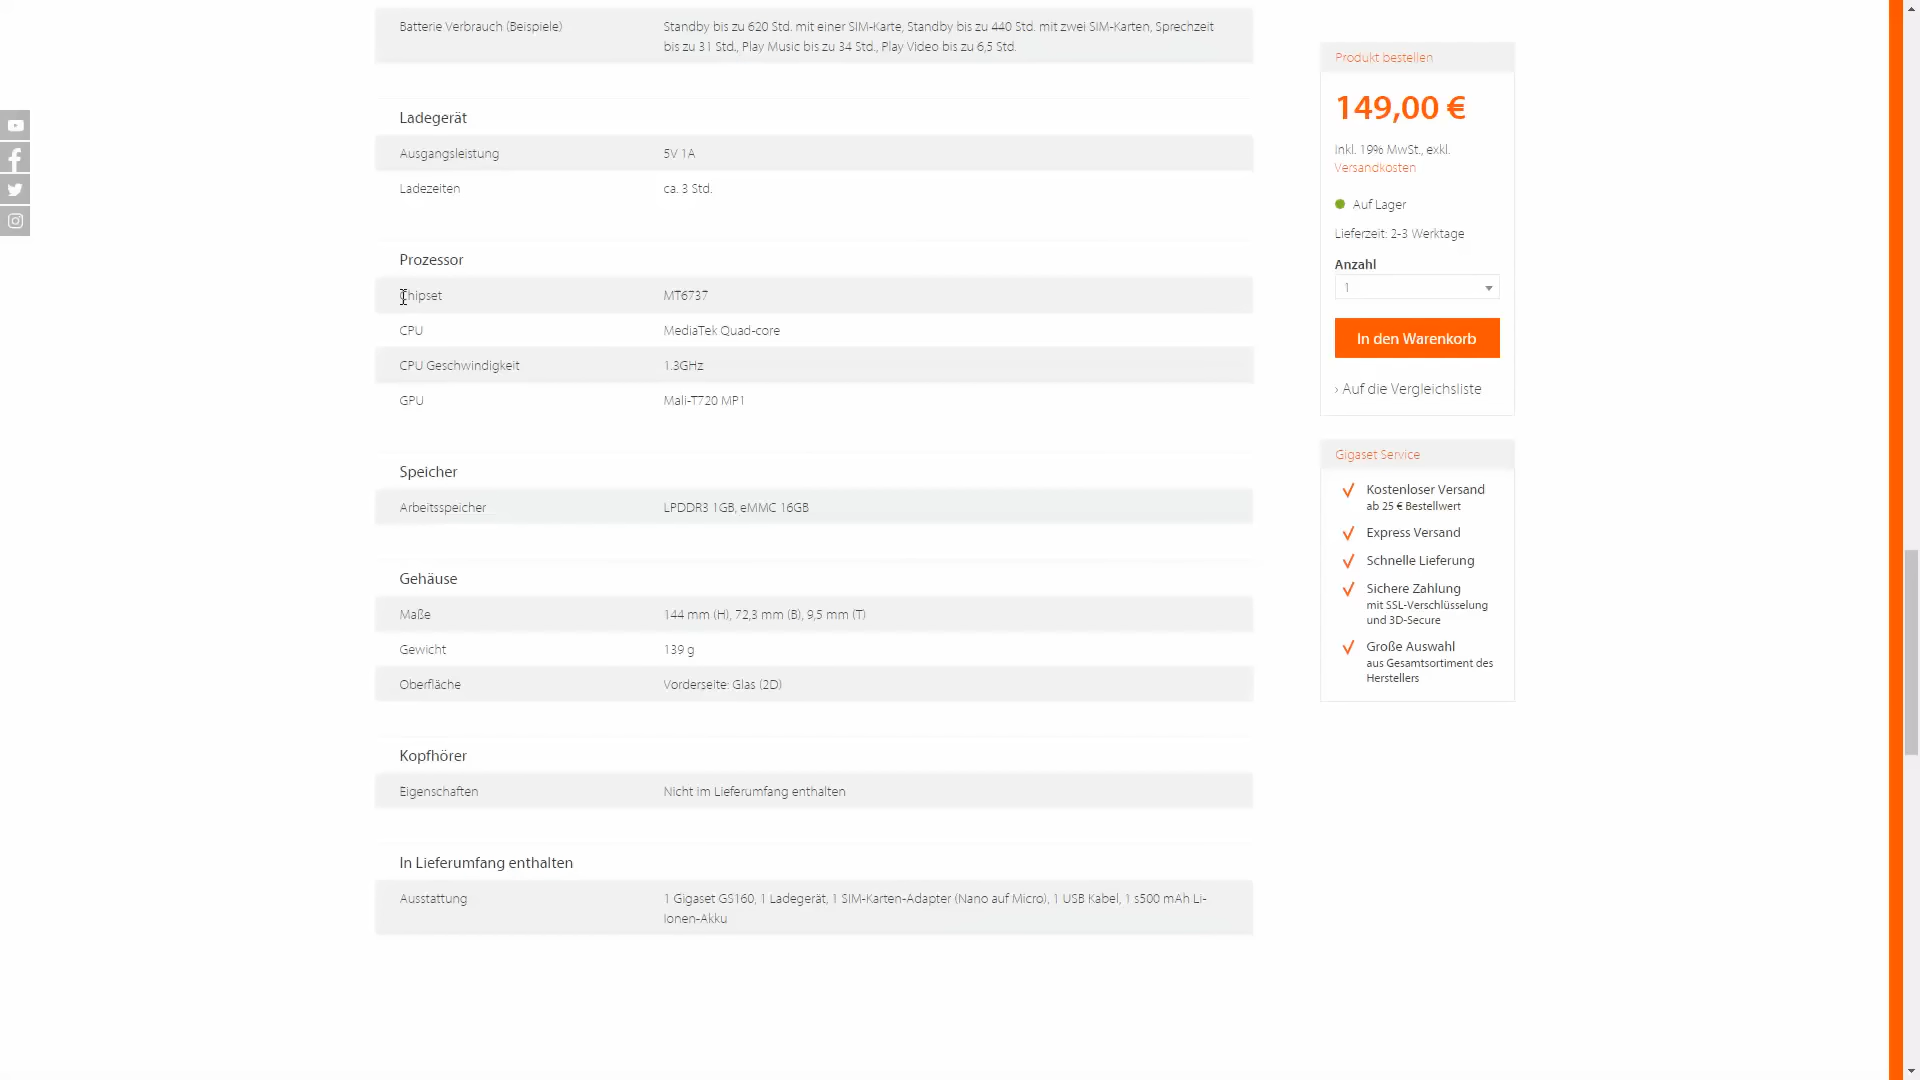 Batterie Verbrauch (Beispiele)
Standby bis zu 620 Std. mit einer SIM-Karte, Standby bis zu 440 Std. mit zwei SIM-Karten, Sprechzeit
bis zu 31 Std., Play Music bis zu 34 Std., Play Video bis zu 6,5 Std.
Ladegerät
Ausgangsleistung 5V 1A
Ladezeiten ca. 3 Std.
Prozessor
Chipset MT6737
CPU MediaTek Quad-core
CPU Geschwindigkeit 1.3GHz
GPU Mali-T720 MP1
Speicher
Arbeitsspeicher LPDDR3 1GB, eMMC 16GB
Gehäuse
Maße 144 mm (H), 72,3 mm (B), 9,5 mm (T)
Gewicht 139 g
Oberfläche Vorderseite: Glas (2D)
Kopfhörer
Eigenschaften Nicht im Lieferumfang enthalten
In Lieferumfang enthalten
Ausstattung
1 Gigaset GS160, 1 Ladegerät, 1 SIM-Karten-Adapter (Nano auf Micro), 1 USB Kabel, 1 s500 mAh Li-
Ionen-Akku
Produkt bestellen
149,00 €
Inkl. 19% MwSt., exkl.
Versandkosten
Auf Lager
Lieferzeit: 2-3 Werktage
Anzahl
1
In den Warenkorb
› Auf die Vergleichsliste
Gigaset Service
Kostenloser Versand
ab 25 € Bestellwert
Express Versand
Schnelle Lieferung
Sichere Zahlung
mit SSL-Verschlüsselung
und 3D-Secure
Große Auswahl
aus Gesamtsortiment des
Herstellers